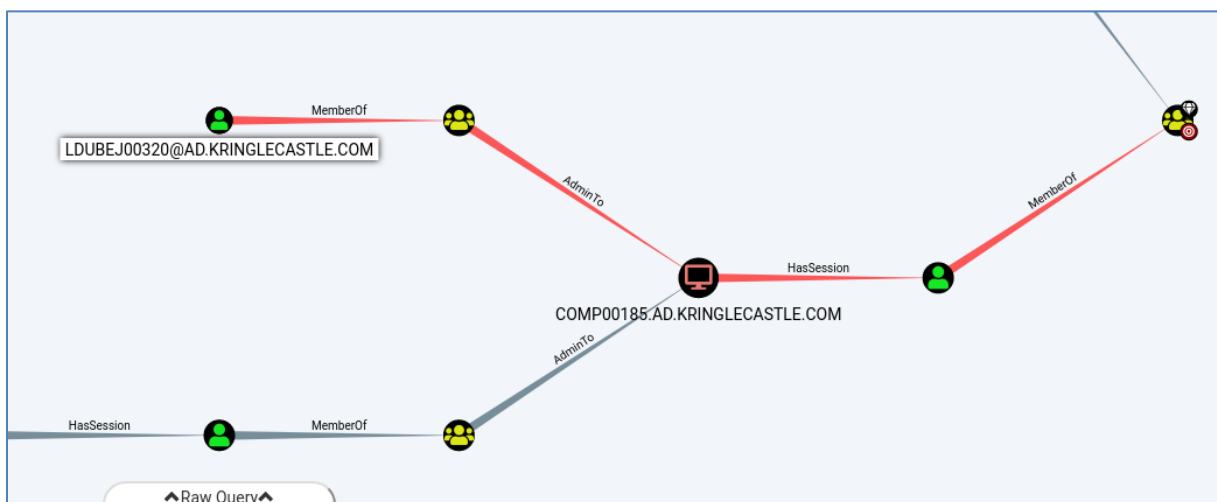 MemberOf
LDUBEJ00320@AD.KRINGLECASTLE.COM
AdminTo
MemberOf
HasSession
COMP00185.AD.KRINGLECASTLE.COM
AdminTo
HasSession
MemberOf
Raw Query